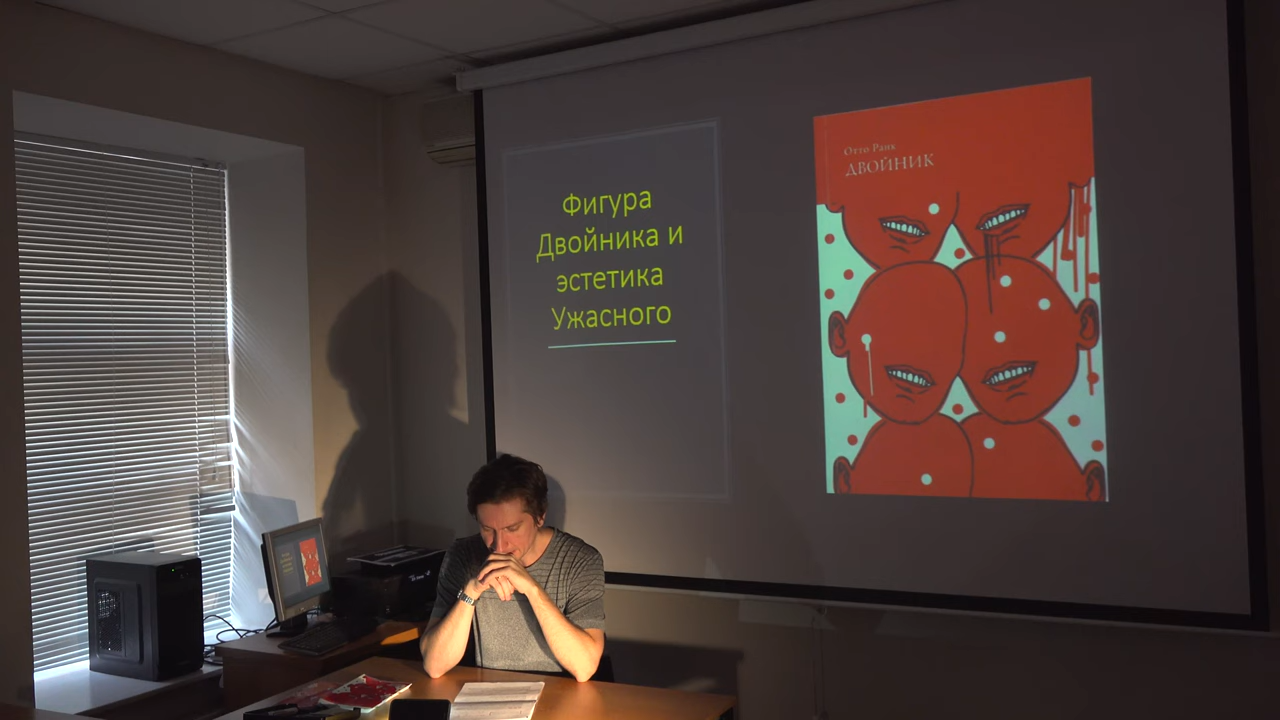 Фигура
Двойника и
эстетика
Ужасного
Отто Ранк
ДВОЙНИК